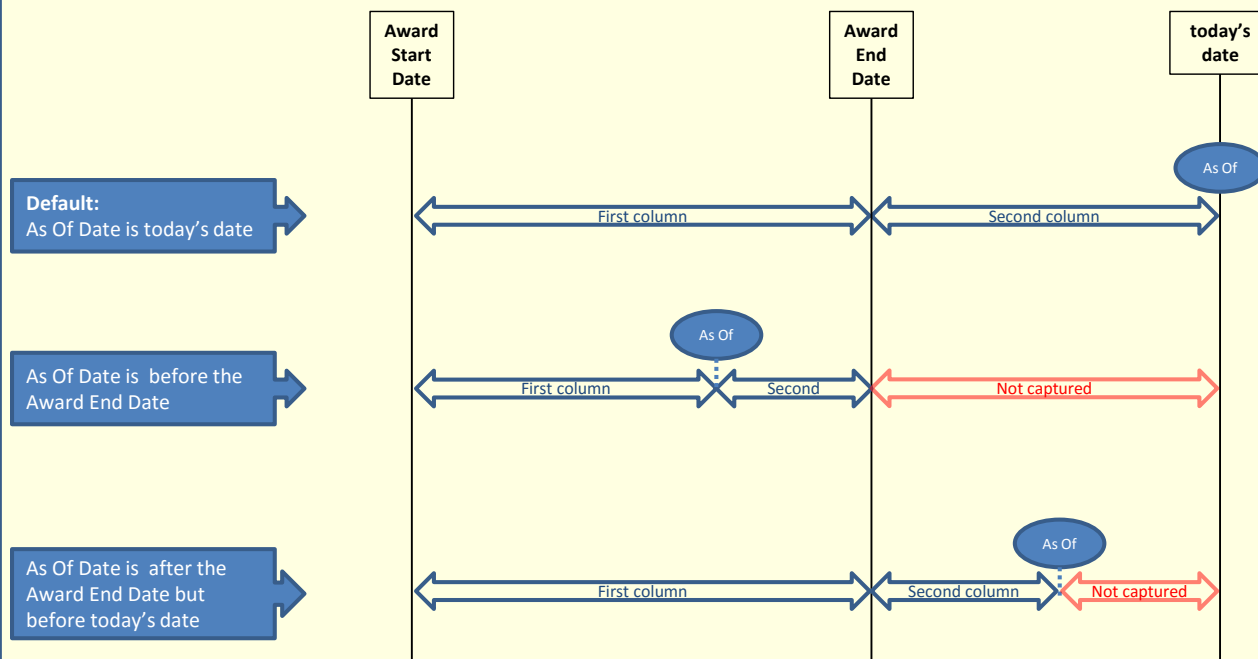 Award
Start
Date
Award
End
Date
today's
date
As Of
Default:
As Of Date is today's date
First column
Second column
As Of
As Of Date is  before the
Award End Date
First column
Second
Not captured
As Of
As Of Date is  after the
Award End Date but
before today's date
First column
Second column
Not captured